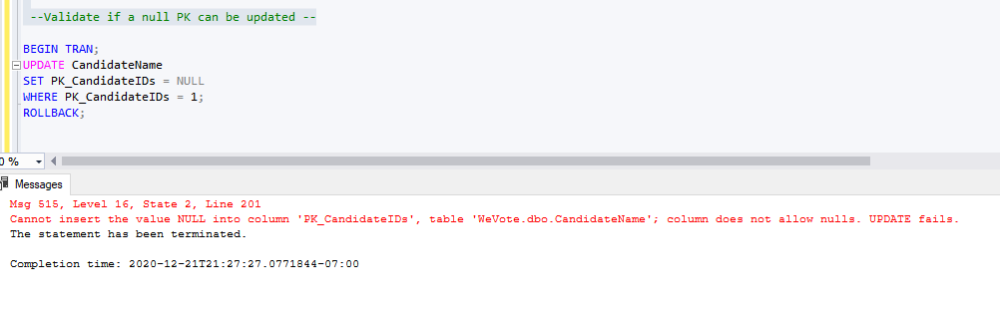 --Validate if a null PK can be updated --
BEGIN TRAN;
UPDATE CandidateName
SET PK_CandidateIDs = NULL
WHERE PK_CandidateIDs = 1;
ROLLBACK;
0 %
Messages
Msg 515, Level 16, State 2, Line 201
Cannot insert the value NULL into column 'PK_CandidateIDs', table 'WeVote.dbo.CandidateName'; column does not allow nulls. UPDATE fails.
The statement has been terminated.
Completion time: 2020-12-21T21:27:27.0771844-07:00